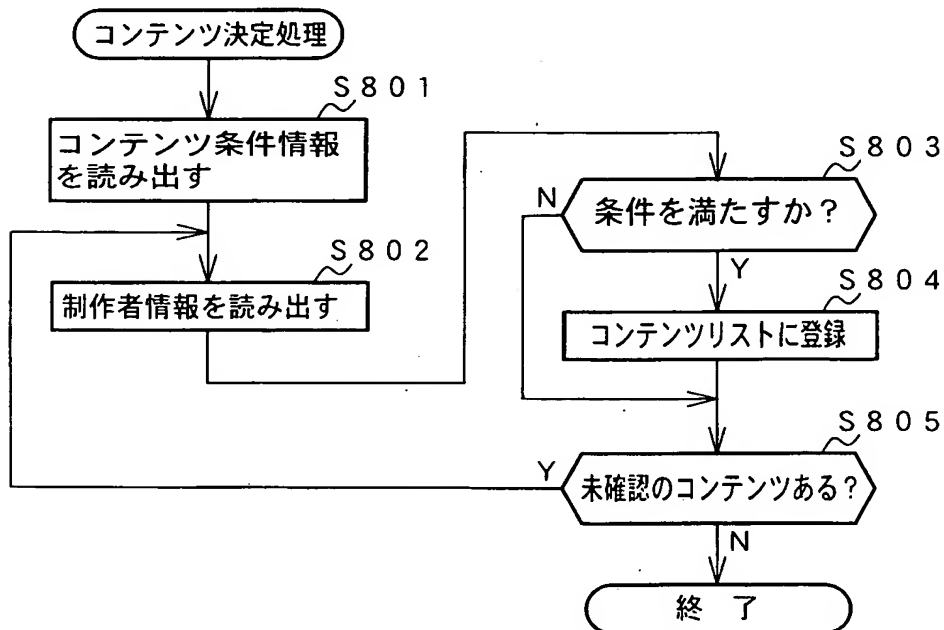 コンテンツ決定処理
S801
コンテンツ条件情報
を読み出す
S802
制作者情報を読み出す
S803
N
条件を満たすか？
Y
S804
コンテンツリストに登録
S805
Y
未確認のコンテンツある？
N
終 了